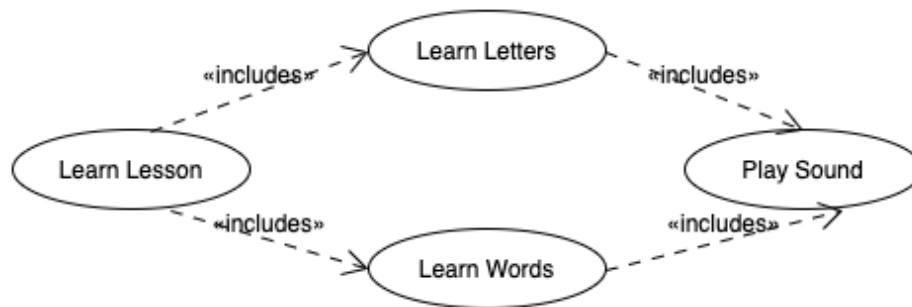 Learn Letters
«includes»
«includes»
Learn Lesson
Play Sound
«includes»
«includes»
Learn Words